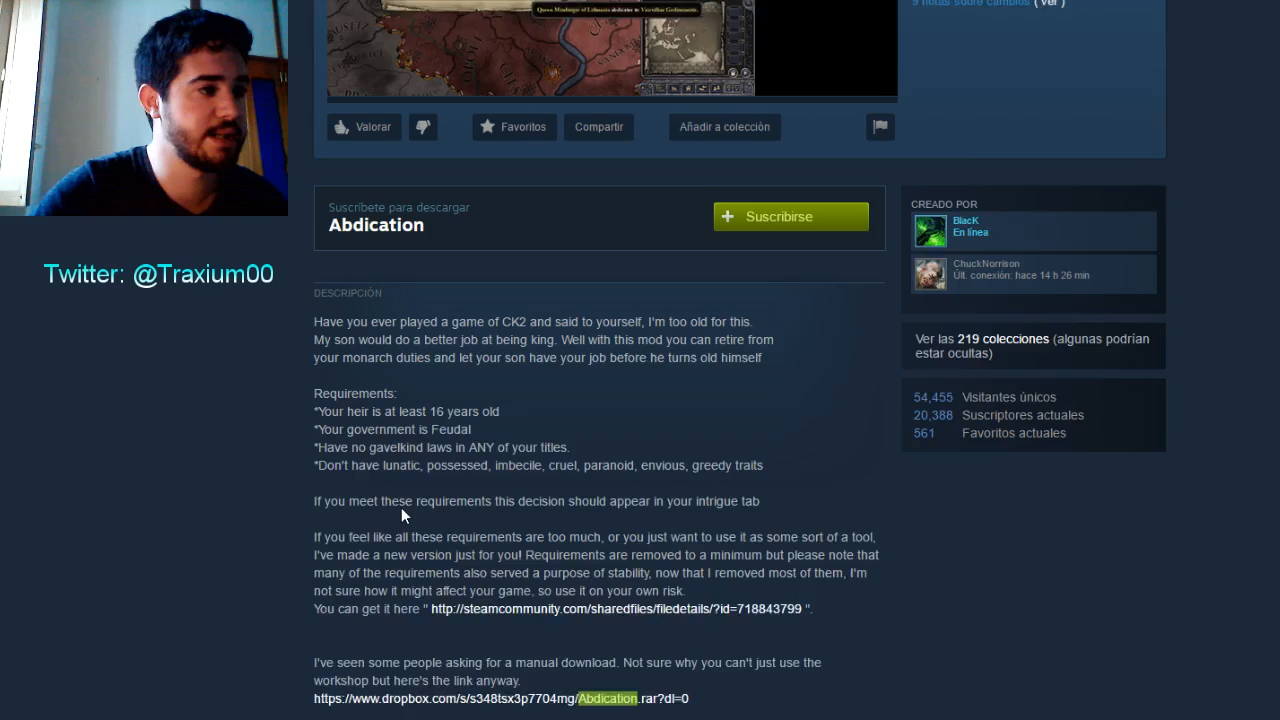 Queen Mindaugas of Lithuania abdicates to
9 notas sobre cambios ( ver )
Valorar
Favoritos
Compartir
Añadir a colección
Suscríbete para descargar
Abdication
Suscribirse
CREADO POR
BlacK
En línea
ChuckNorrison
Últ. conexión: hace 14 h 26 min
Twitter: @Traxium00
DESCRIPCIÓN
Have you ever played a game of CK2 and said to yourself, I'm too old for this.
My son would do a better job at being king. Well with this mod you can retire from
your monarch duties and let your son have your job before he turns old himself
Requirements:
*Your heir is at least 16 years old
*Your government is Feudal
*Have no gavelkind laws in ANY of your titles.
*Don't have lunatic, possessed, imbecile, cruel, paranoid, envious, greedy traits
If you meet these requirements this decision should appear in your intrigue tab
If you feel like all these requirements are too much, or you just want to use it as some sort of a tool,
I've made a new version just for you! Requirements are removed to a minimum but please note that
many of the requirements also served a purpose of stability, now that I removed most of them, I'm
not sure how it might affect your game, so use it on your own risk.
You can get it here " http://steamcommunity.com/sharedfiles/filedetails/?id=718843799 ".
I've seen some people asking for a manual download. Not sure why you can't just use the
workshop but here's the link anyway.
https://www.dropbox.com/s/s348tsx3p7704mg/Abdication.rar?dl=0
Ver las 219 colecciones (algunas podrían
estar ocultas)
54,455 Visitantes únicos
20,388 Suscriptores actuales
561 Favoritos actuales